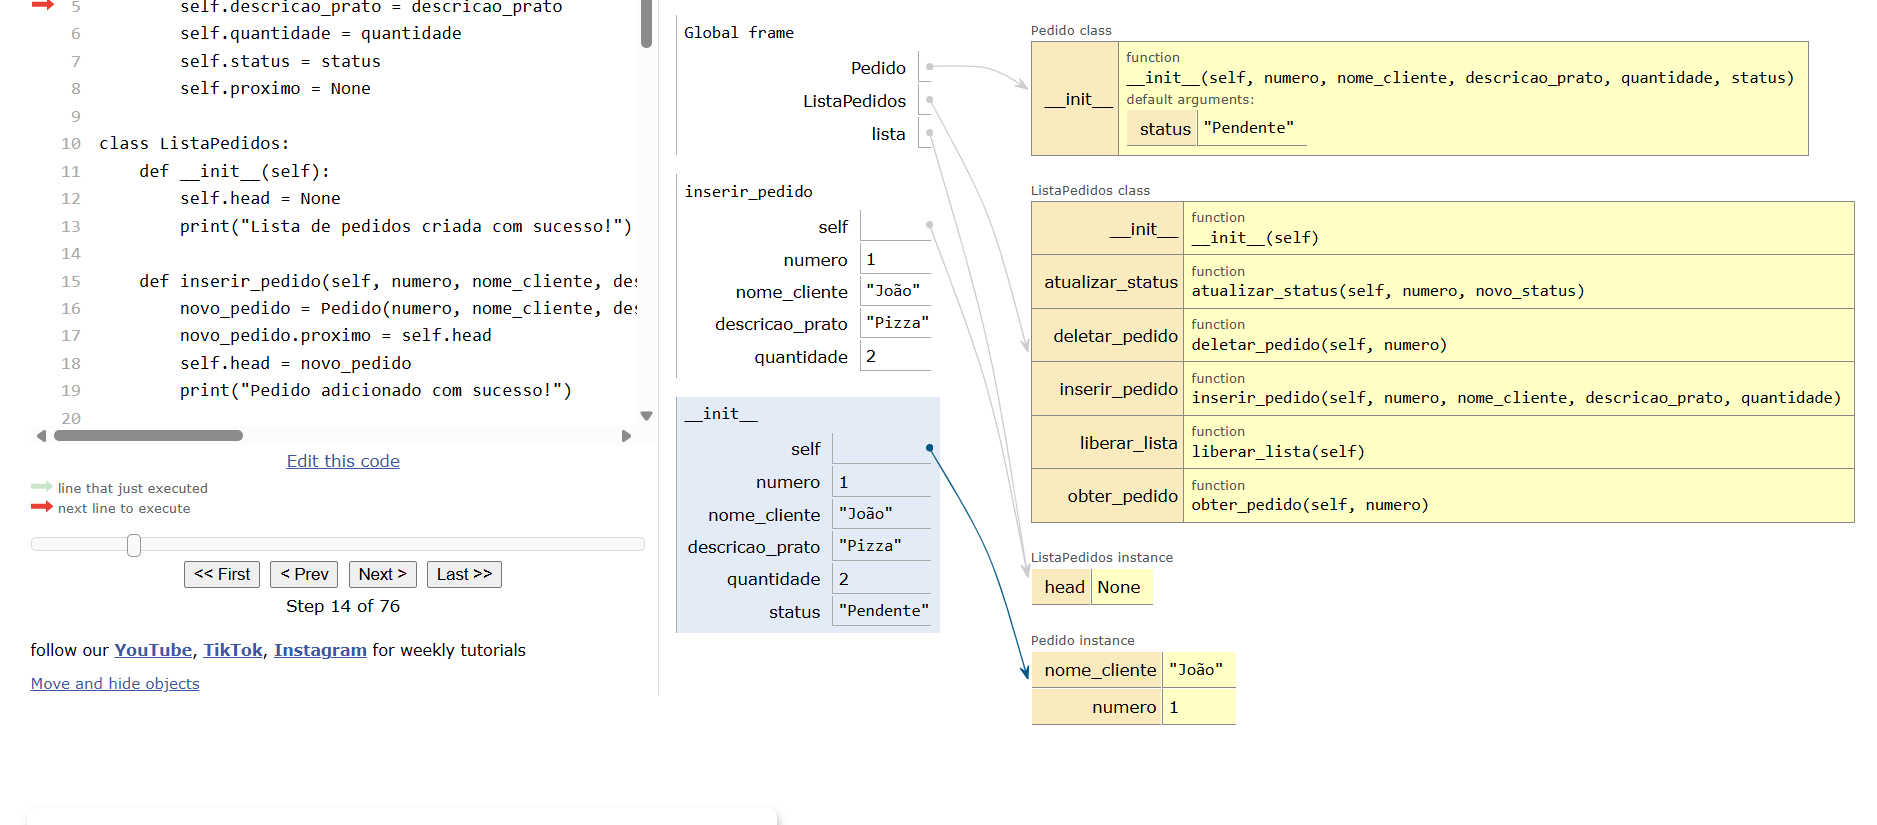 5 self.descricao_prato = descricao_prato
6 self.quantidade = quantidade
7 self.status = status
8 self.proximo = None
9
10 class ListaPedidos:
11 def __init__(self):
12 self.head = None
13 print("Lista de pedidos criada com sucesso!")
14
15 def inserir_pedido(self, numero, nome_cliente, des
16 novo_pedido = Pedido(numero, nome_cliente, des
17 novo_pedido.proximo = self.head
18 self.head = novo_pedido
19 print("Pedido adicionado com sucesso!")
20
Edit this code
line that just executed
next line to execute
<< First < Prev Next > Last >>
Step 14 of 76
follow our YouTube, TikTok, Instagram for weekly tutorials
Move and hide objects
Global frame
Pedido
ListaPedidos
lista
inserir_pedido
self
numero 1
nome_cliente "João"
descricao_prato "Pizza"
quantidade 2
__init__
self
numero 1
nome_cliente "João"
descricao_prato "Pizza"
quantidade 2
status "Pendente"
Pedido class
function
__init__ __init__(self, numero, nome_cliente, descricao_prato, quantidade, status)
default arguments:
status "Pendente"
ListaPedidos class
function
__init__ __init__(self)
function
atualizar_status atualizar_status(self, numero, novo_status)
function
deletar_pedido deletar_pedido(self, numero)
function
inserir_pedido inserir_pedido(self, numero, nome_cliente, descricao_prato, quantidade)
function
liberar_lista liberar_lista(self)
function
obter_pedido obter_pedido(self, numero)
ListaPedidos instance
head None
Pedido instance
nome_cliente "João"
numero 1